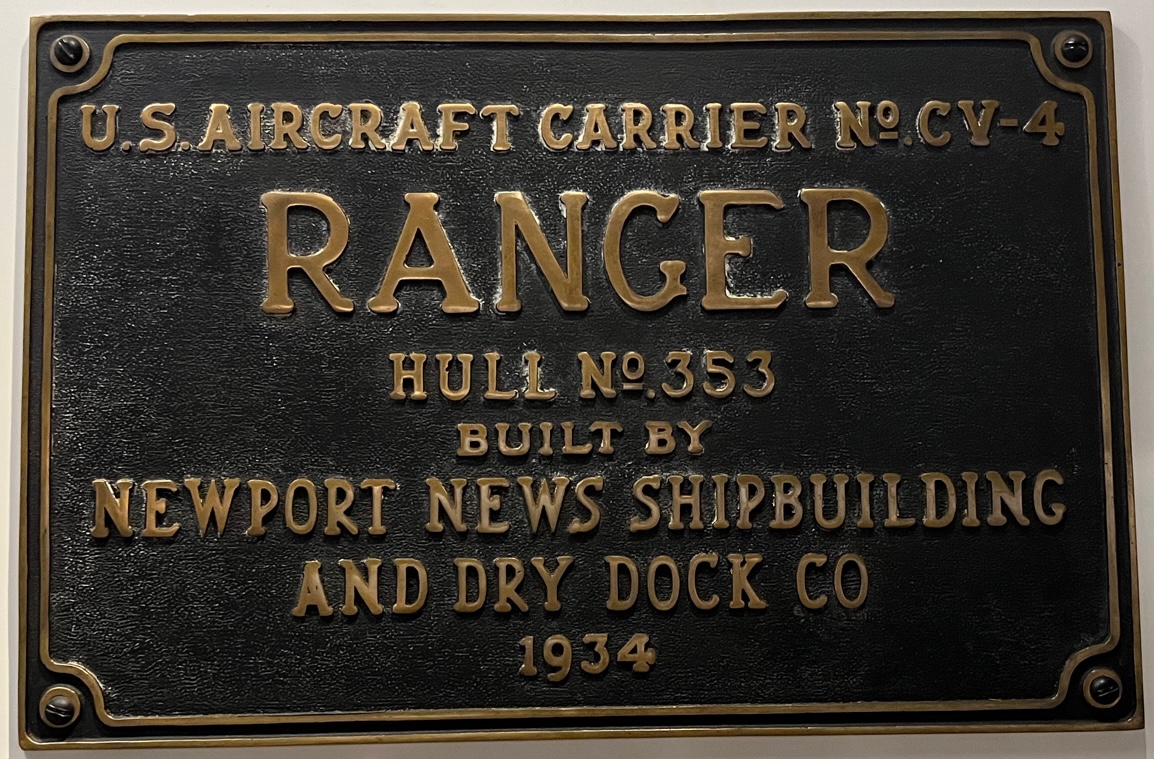 U.S. AIRCRAFT CARRIER Nº. CV-4
RANGER
HULL Nº. 353
BUILT BY
NEWPORT NEWS SHIPBUILDING
AND DRY DOCK CO
1934